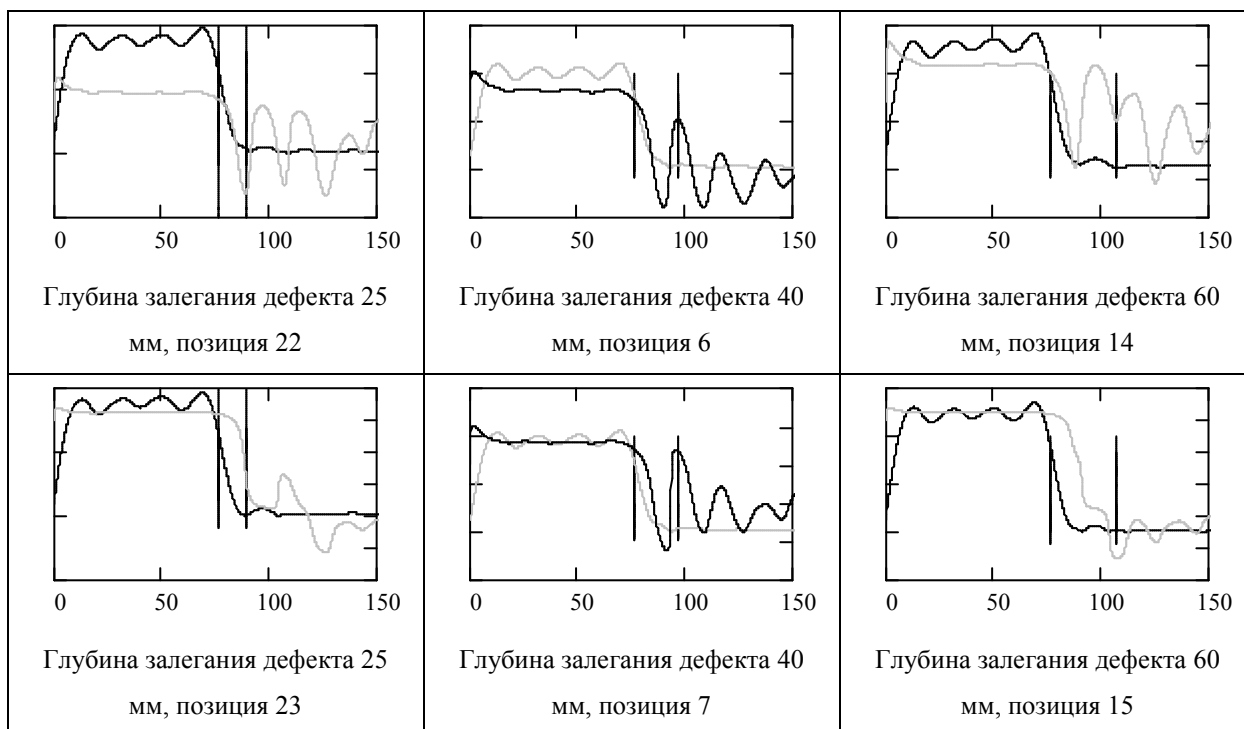 0 50 100 150
Глубина залегания дефекта 25
мм, позиция 22
0 50 100 150
Глубина залегания дефекта 40
мм, позиция 6
0 50 100 150
Глубина залегания дефекта 60
мм, позиция 14
0 50 100 150
Глубина залегания дефекта 25
мм, позиция 23
0 50 100 150
Глубина залегания дефекта 40
мм, позиция 7
0 50 100 150
Глубина залегания дефекта 60
мм, позиция 15